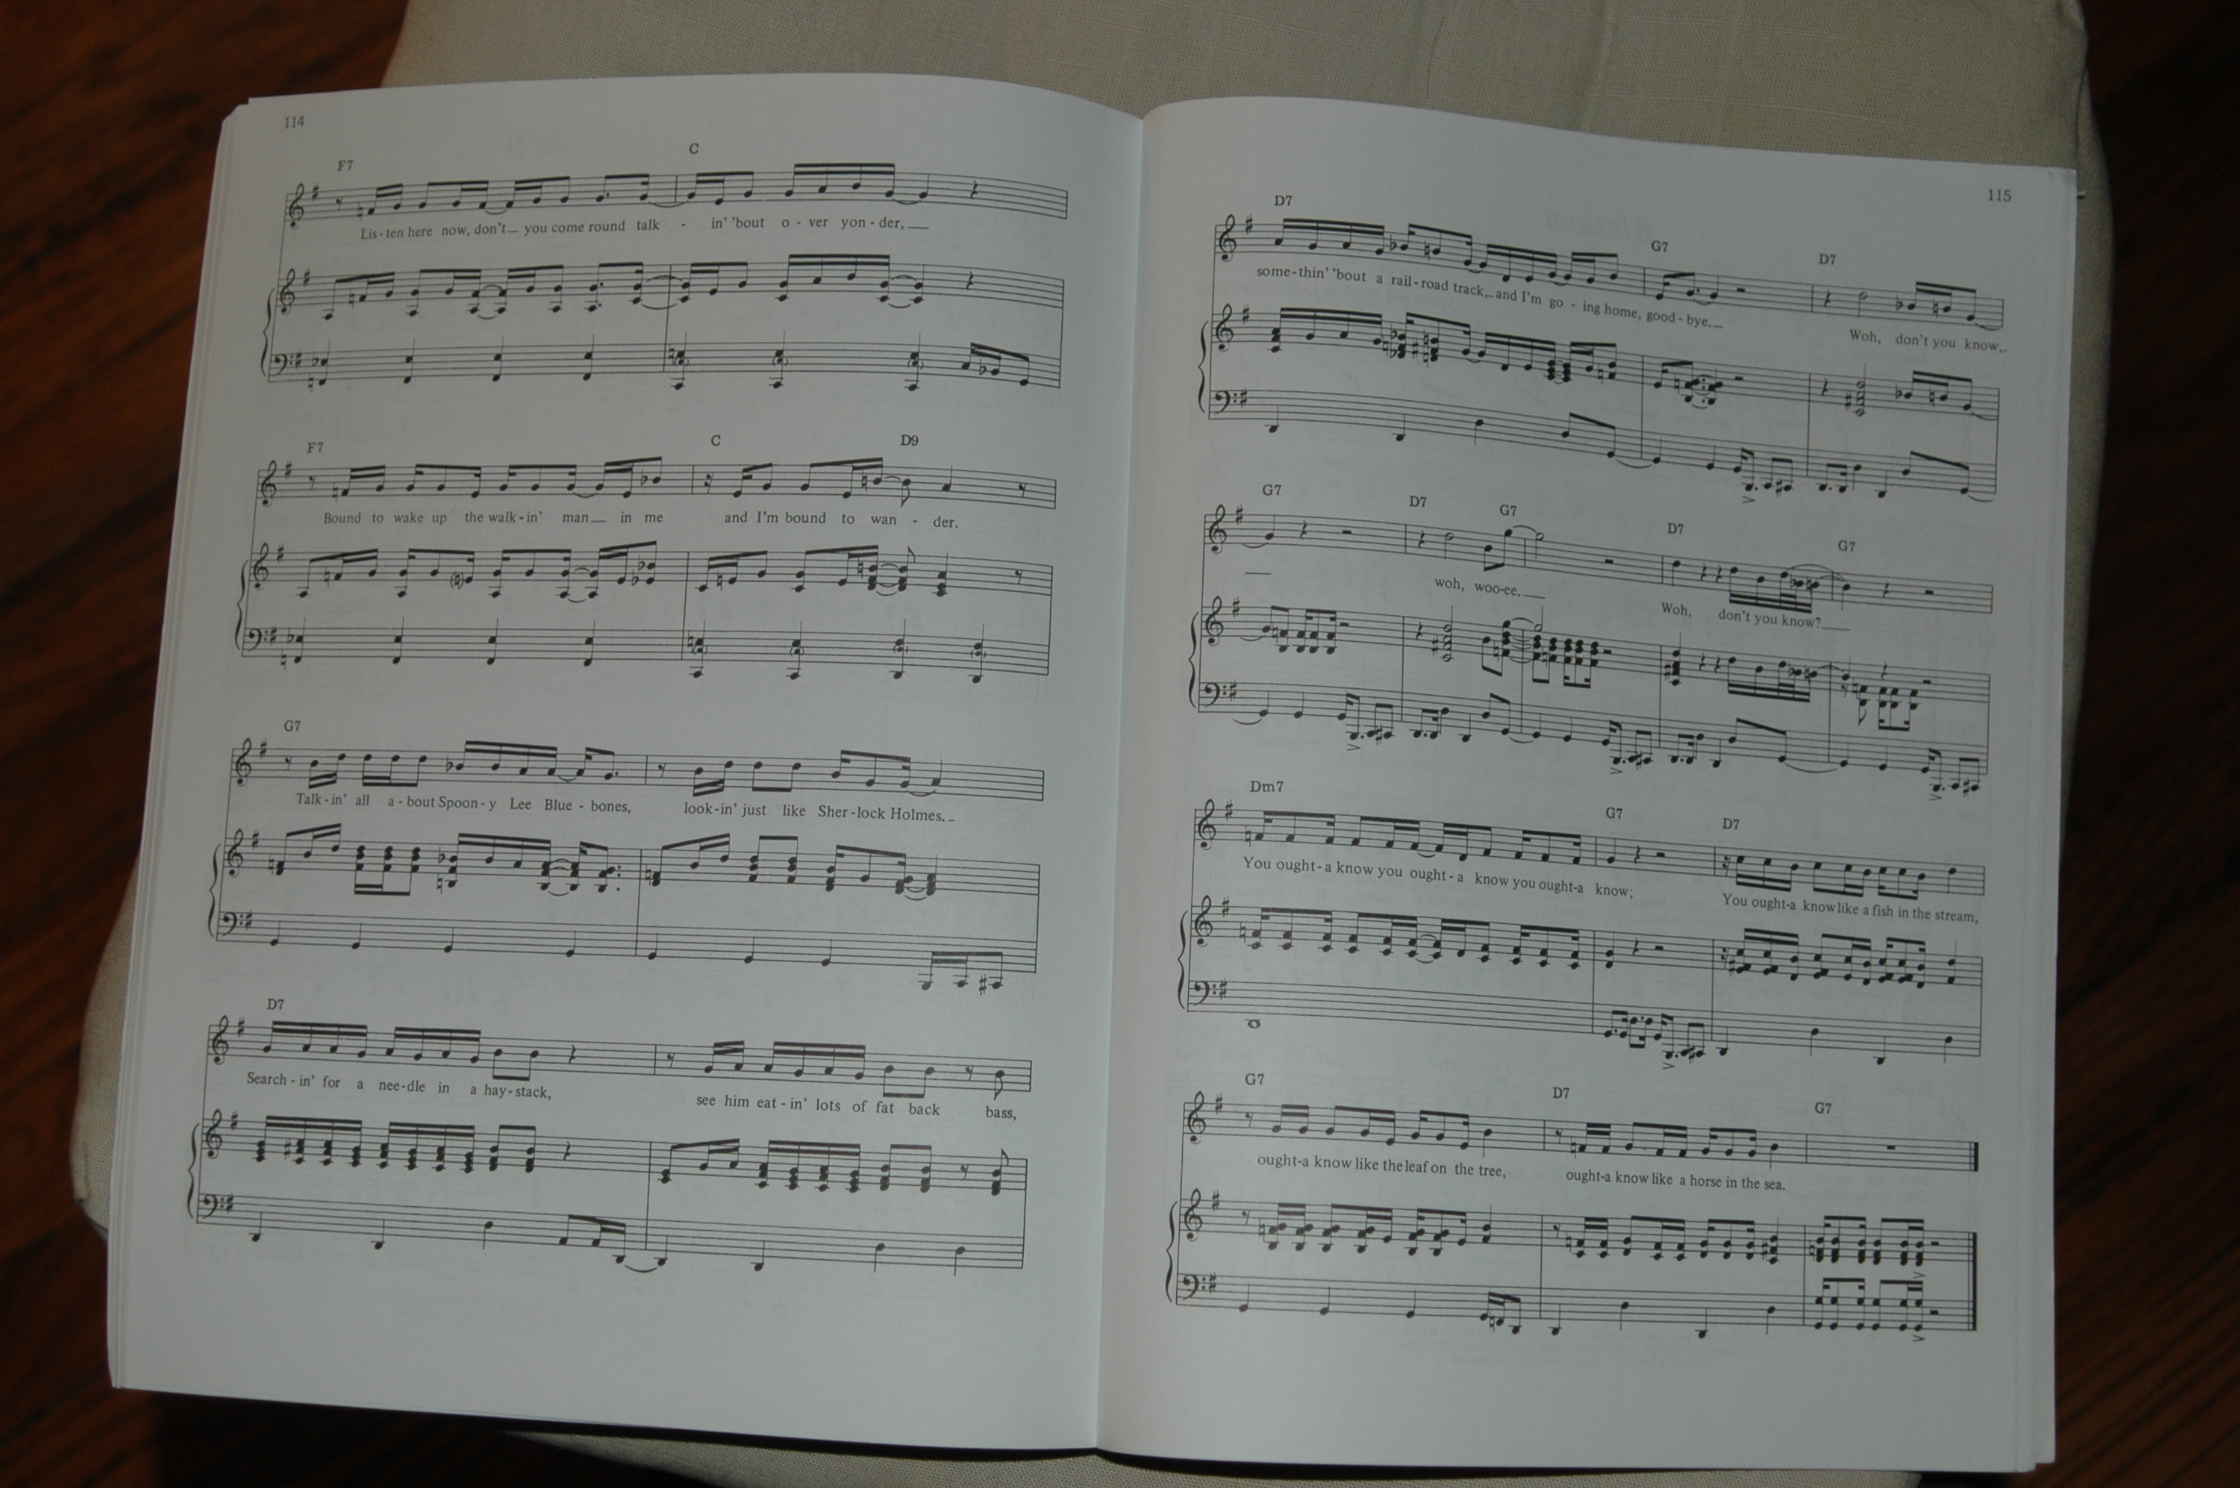 114
F7 C
Lis - ten here now, don't you come round talk - in' 'bout o - ver yon - der,
F7 C D9
Bound to wake up the walk - in' man in me and I'm bound to wan - der.
G7
Talk - in' all a - bout Spoon - y Lee Blue - bones, look - in' just like Sher - lock Holmes.
D7
Search - in' for a nee - dle in a hay - stack, see him eat - in' lots of fat back bass,
115
D7 G7 D7
some - thin' 'bout a rail - road track, and I'm go - ing home, good - bye. Woh, don't you know,
G7 D7 G7 D7 G7
woh, woo-ee. Woh, don't you know?
Dm7 G7 D7
You ought - a know you ought - a know you ought-a know; You ought-a know like a fish in the stream,
G7 D7 G7
ought-a know like the leaf on the tree, ought-a know like a horse in the sea.